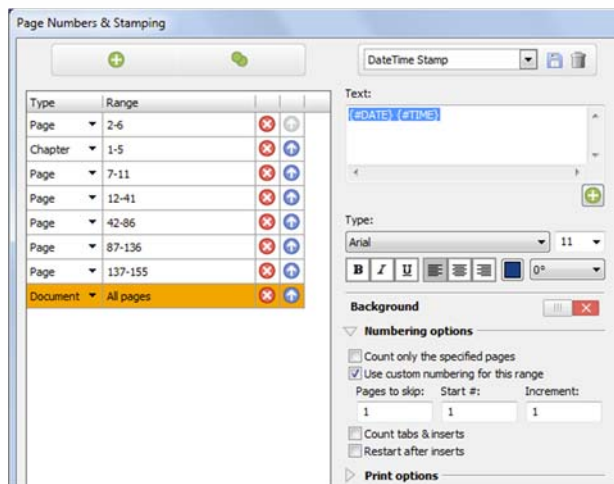 Page Numbers & Stamping
DateTime Stamp
Type Range
Page 2-6
Chapter 1-5
Page 7-11
Page 12-41
Page 42-86
Page 87-136
Page 137-155
Document All pages
Text:
{#DATE} {#TIME}
Type:
Arial 11
B I U 0°
Background
Numbering options
Count only the specified pages
Use custom numbering for this range
Pages to skip: Start #: Increment:
1 1 1
Count tabs & inserts
Restart after inserts
Print options